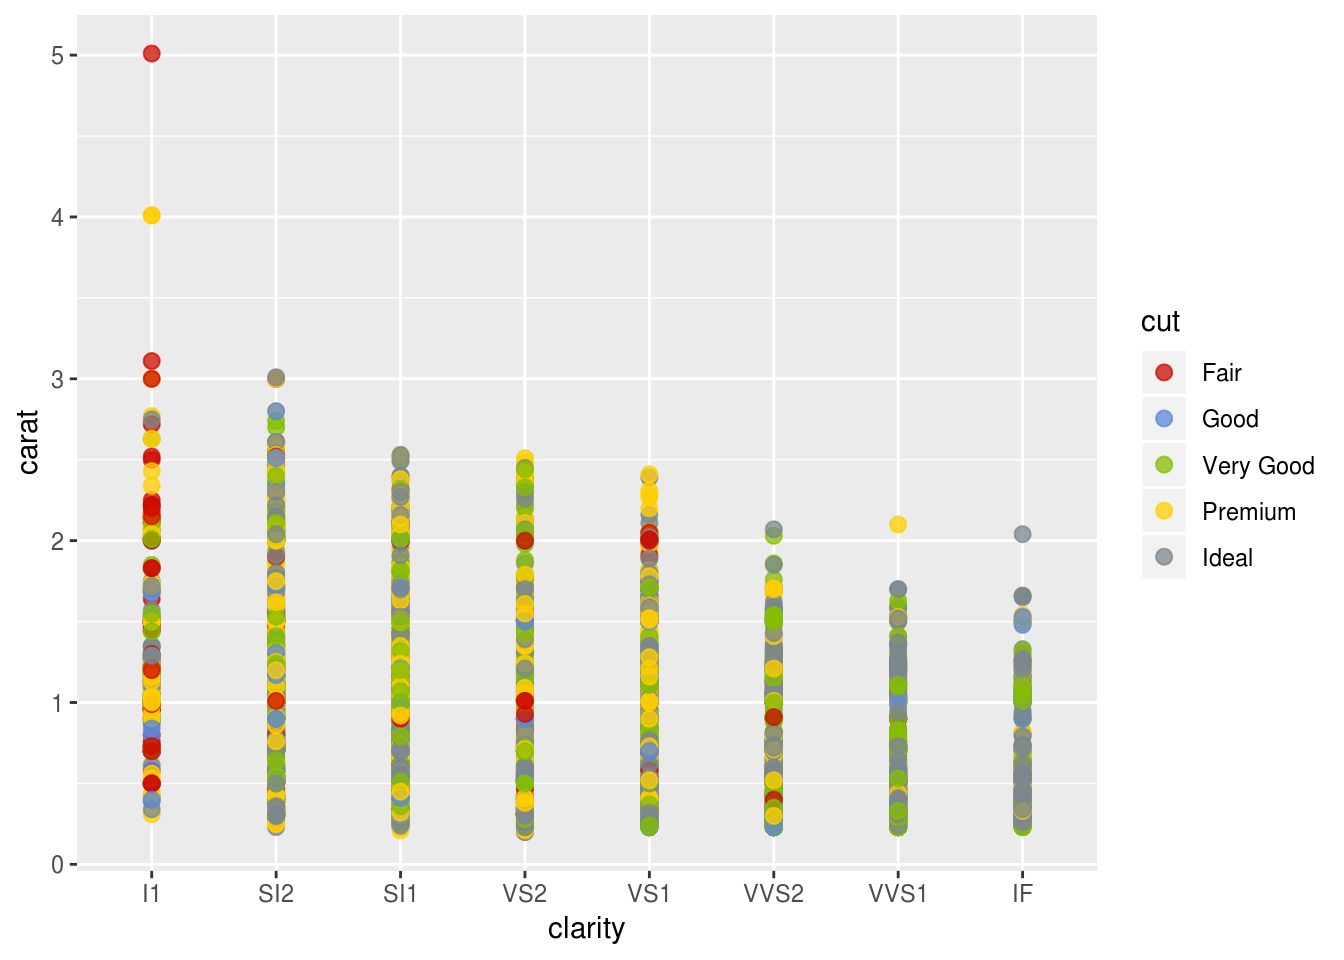 5
4
3
2
1
0
carat
I1 SI2 SI1 VS2 VS1 VVS2 VVS1 IF
clarity
cut
Fair
Good
Very Good
Premium
Ideal